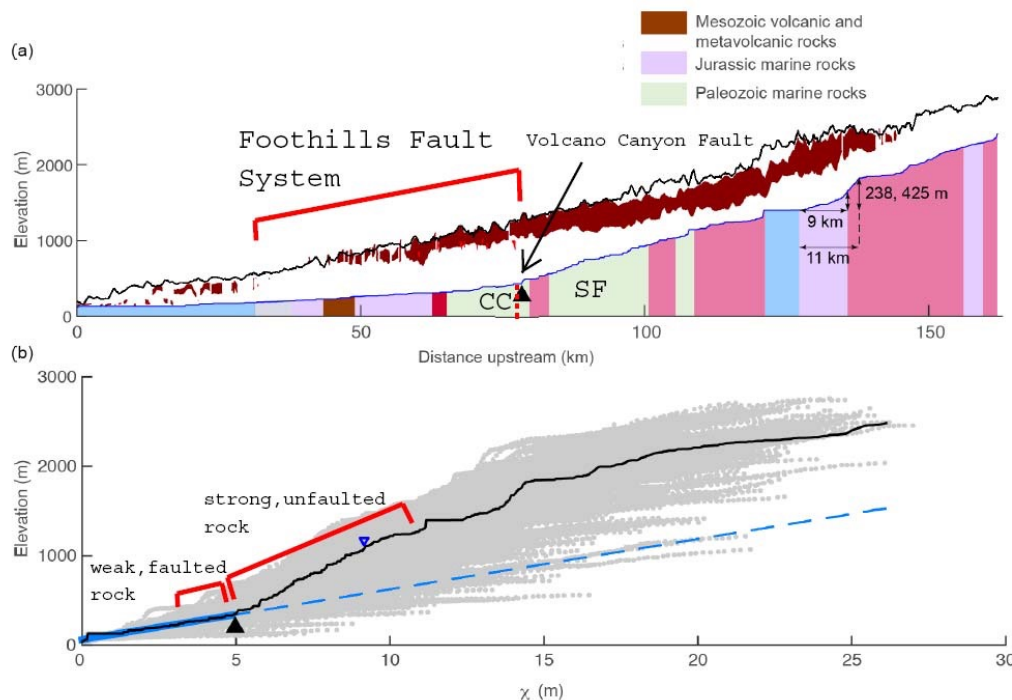 (a)
Mesozoic volcanic and
metavolcanic rocks
Jurassic marine rocks
Paleozoic marine rocks
3000
2000
1000
0
Elevation (m)
Foothills Fault
System
Volcano Canyon Fault
238, 425 m
9 km
11 km
CC
SF
0
50
100
150
Distance upstream (km)
(b)
3000
2000
1000
0
Elevation (m)
strong,unfaulted
rock
weak,faulted
rock
0
5
10
15
20
25
30
χ (m)